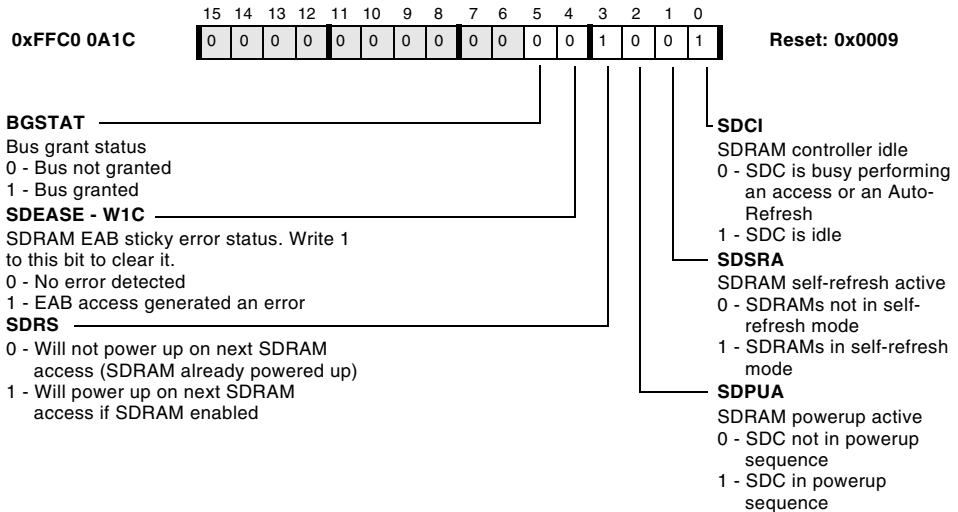 15 14 13 12 11 10 9 8 7 6 5 4 3 2 1 0
0xFFC0 0A1C
0 0 0 0 0 0 0 0 0 0 0 0 1 0 0 1
Reset: 0x0009
BGSTAT
Bus grant status
0 - Bus not granted
1 - Bus granted
SDEASE - W1C
SDRAM EAB sticky error status. Write 1
to this bit to clear it.
0 - No error detected
1 - EAB access generated an error
SDRS
0 - Will not power up on next SDRAM
access (SDRAM already powered up)
1 - Will power up on next SDRAM
access if SDRAM enabled
SDCI
SDRAM controller idle
0 - SDC is busy performing
an access or an Auto-
Refresh
1 - SDC is idle
SDSRA
SDRAM self-refresh active
0 - SDRAMs not in self-
refresh mode
1 - SDRAMs in self-refresh
mode
SDPUA
SDRAM powerup active
0 - SDC not in powerup
sequence
1 - SDC in powerup
sequence